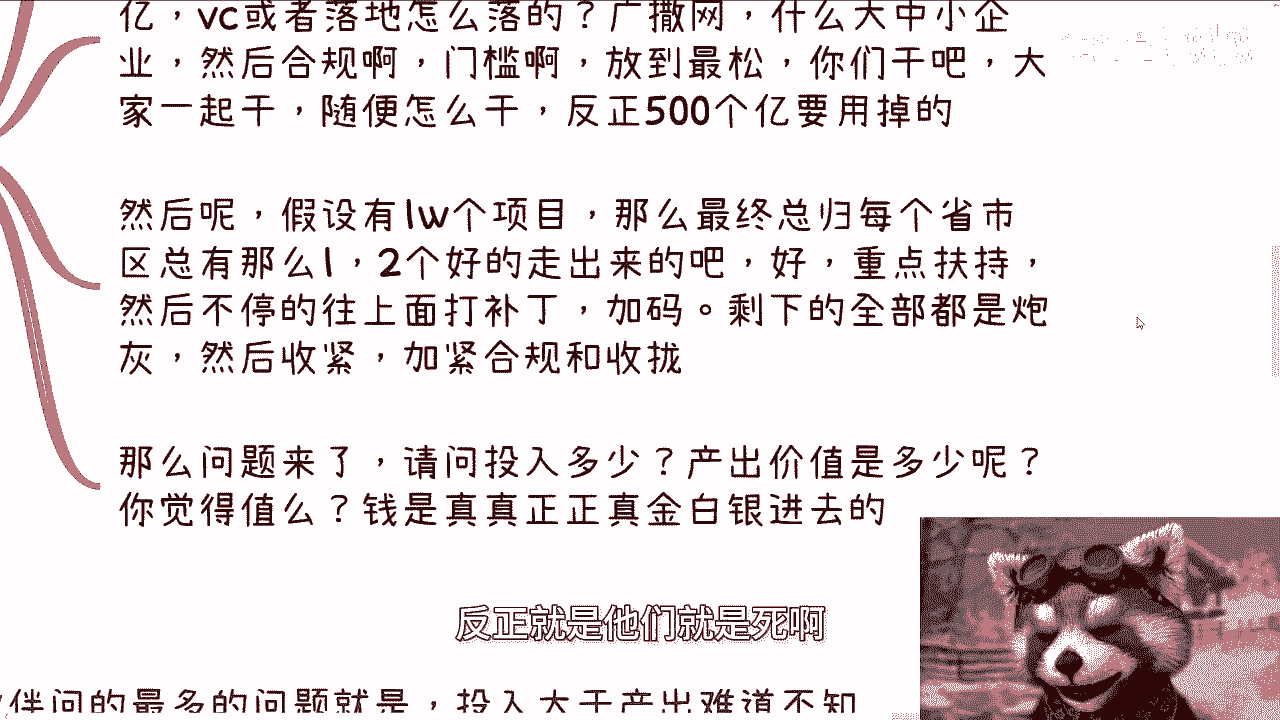 亿，vc或者落地怎么落的？广撒网，什么大中小企
业，然后合规啊，门槛啊，放到最松，你们干吧，大
家一起干，随便怎么干，反正500个亿要用掉的
然后呢，假设有1w个项目，那么最终总归每个省市
区总有那么1，2个好的走出来的吧，好，重点扶持，
然后不停的往上面打补丁，加码。剩下的全部都是炮
灰，然后收紧，加紧合规和收拢
那么问题来了，请问投入多少？产出价值是多少呢？
你觉得值么？钱是真真正正真金白银进去的
反正就是他们就是死啊
伴问的最多的问题就是，投入大于产出难道不知